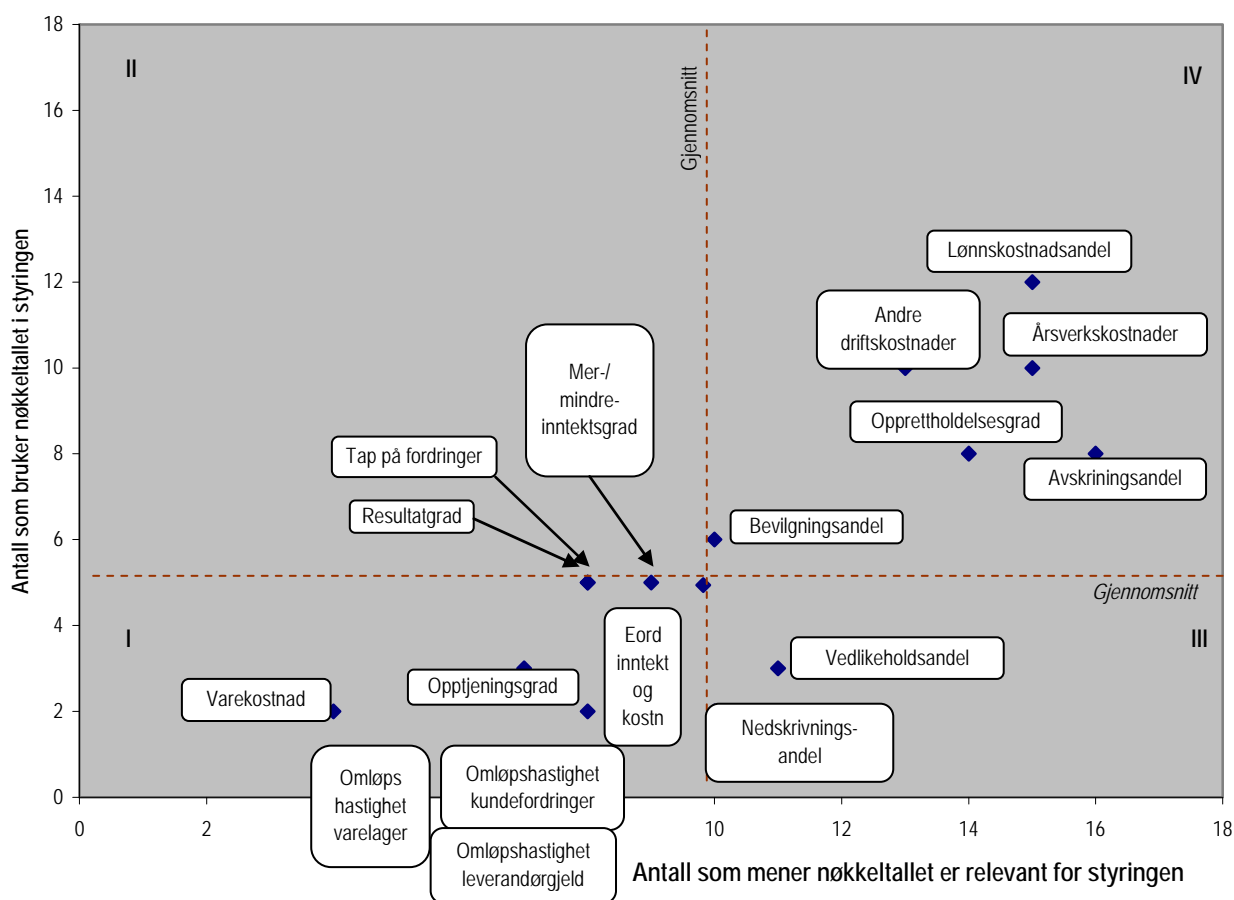 18
16
14
12
10
8
6
4
2
0
Antall som bruker nøkkeltallet i styringen
II
IV
Gjennomsnitt
Lønnskostnadsandel
Andre
driftskostnader
Årsverkskostnader
Mer-/
mindre-
inntektsgrad
Opprettholdelsesgrad
Tap på fordringer
Avskriningsandel
Resultatgrad
Bevilgningsandel
Gjennomsnitt
I
III
Eord
inntekt
og
kostn
Vedlikeholdsandel
Opptjeningsgrad
Varekostnad
Nedskrivnings-
andel
Omløps
hastighet
varelager
Omløpshastighet
kundefordringer
Omløpshastighet
leverandørgjeld
0
2
10
12
14
16
18
Antall som mener nøkkeltallet er relevant for styringen